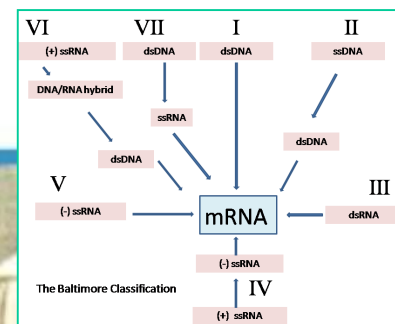 VI VII I II
(+) ssRNA dsDNA dsDNA ssDNA
DNA/RNA hybrid
ssRNA
dsDNA
dsDNA
V
III
(-) ssRNA
mRNA
dsRNA
(-) ssRNA
The Baltimore Classification
IV
(+) ssRNA